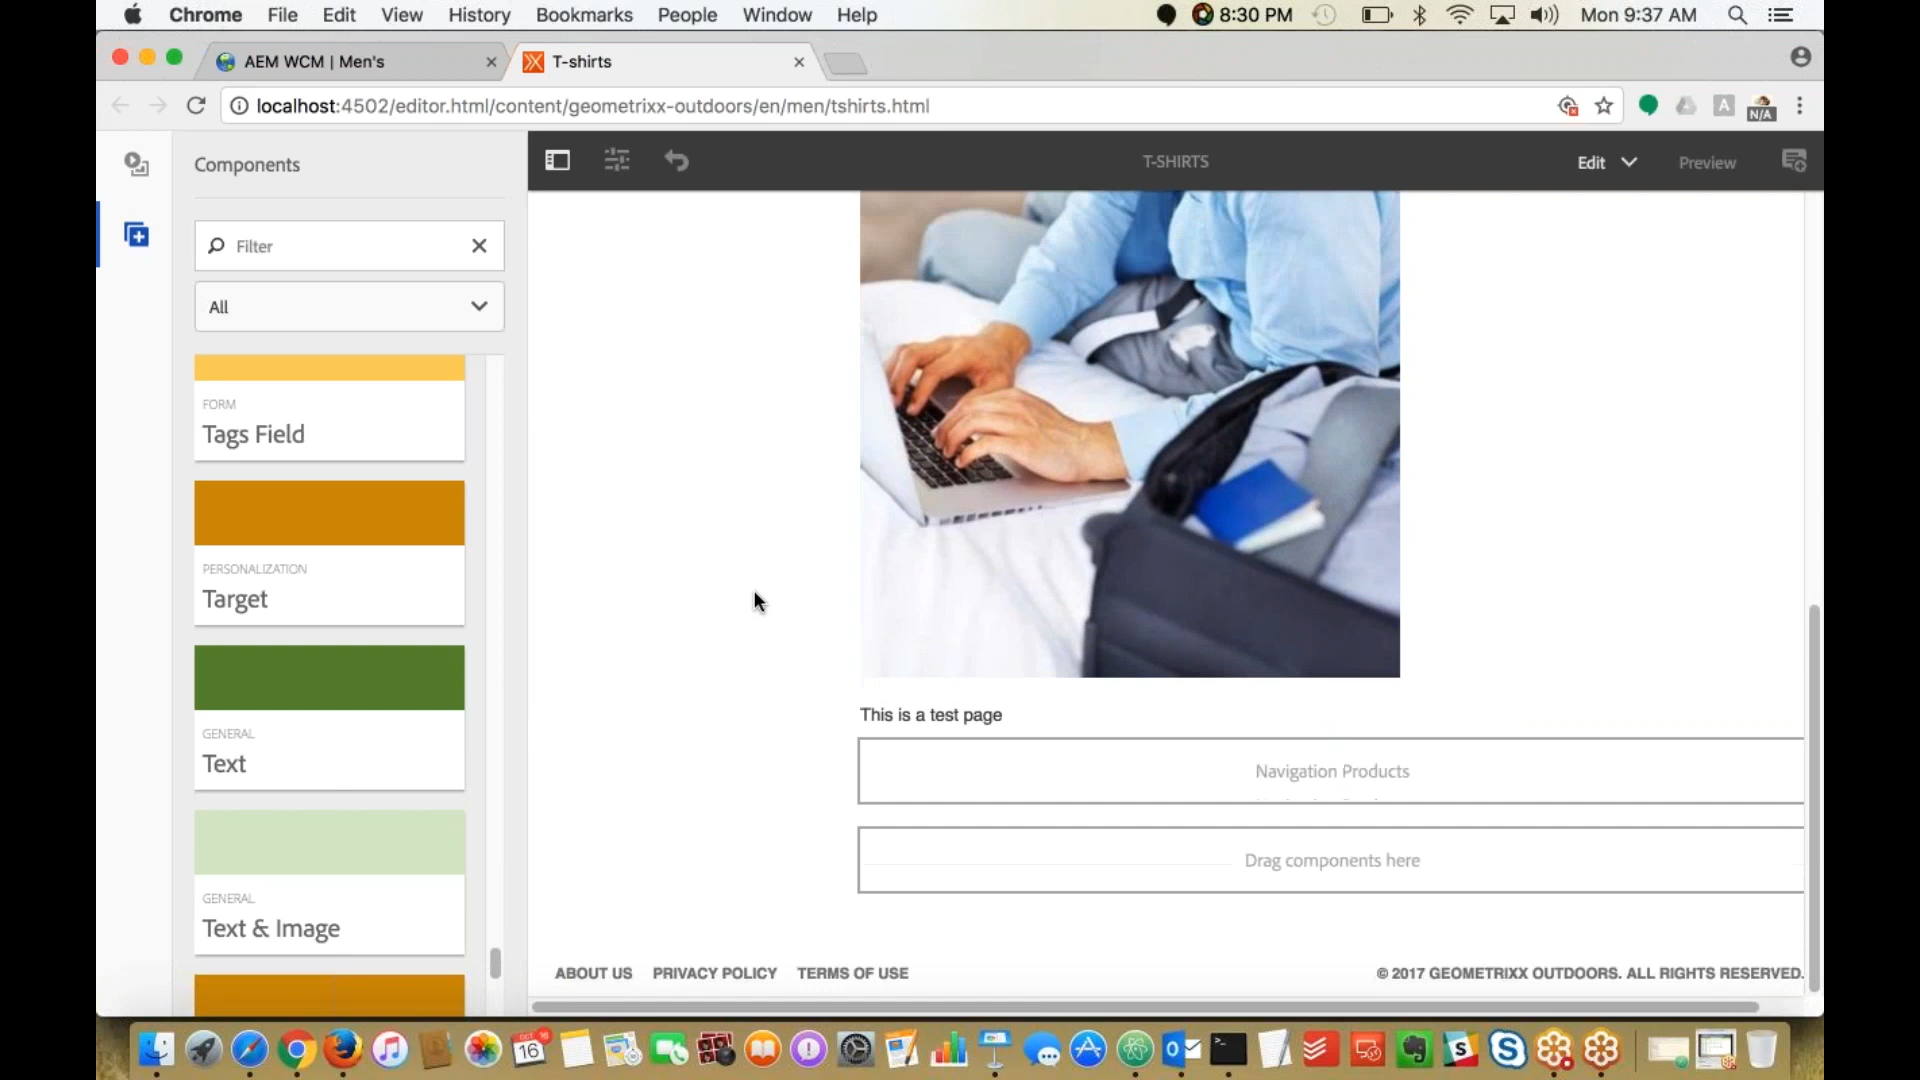 Chrome File Edit View History Bookmarks People Window Help 8:30 PM Mon 9:37 AM
AEM WCM | Men's
T-shirts
localhost:4502/editor.html/content/geometrixx-outdoors/en/men/tshirts.html
A
N/A
Components
T-SHIRTS
Edit
Preview
Filter
All
FORM
Tags Field
PERSONALIZATION
Target
GENERAL
Text
This is a test page
Navigation Products
Drag components here
GENERAL
Text & Image
ABOUT US PRIVACY POLICY TERMS OF USE
© 2017 GEOMETRIXX OUTDOORS. ALL RIGHTS RESERVED.
16